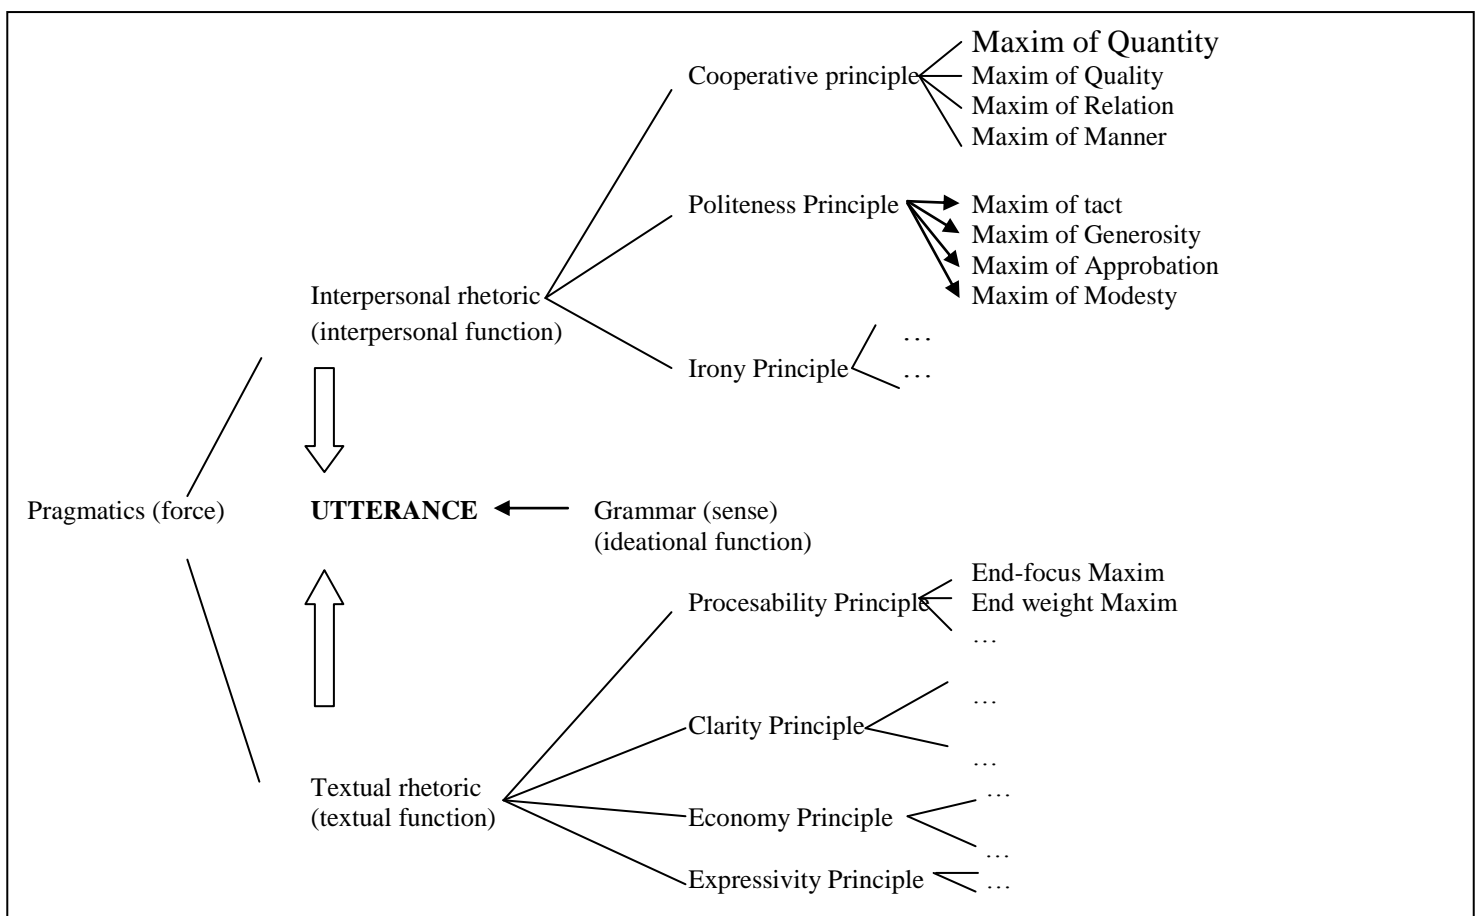 Maxim of Quantity
Cooperative principle
Maxim of Quality
Maxim of Relation
Maxim of Manner
Politeness Principle
Maxim of tact
Maxim of Generosity
Maxim of Approbation
Maxim of Modesty
Interpersonal rhetoric
(interpersonal function)
…
Irony Principle
…
Pragmatics (force)
UTTERANCE
Grammar (sense)
(ideational function)
End-focus Maxim
Procesability Principle
End weight Maxim
…
…
Clarity Principle
…
Textual rhetoric
(textual function)
…
Economy Principle
…
Expressivity Principle
…